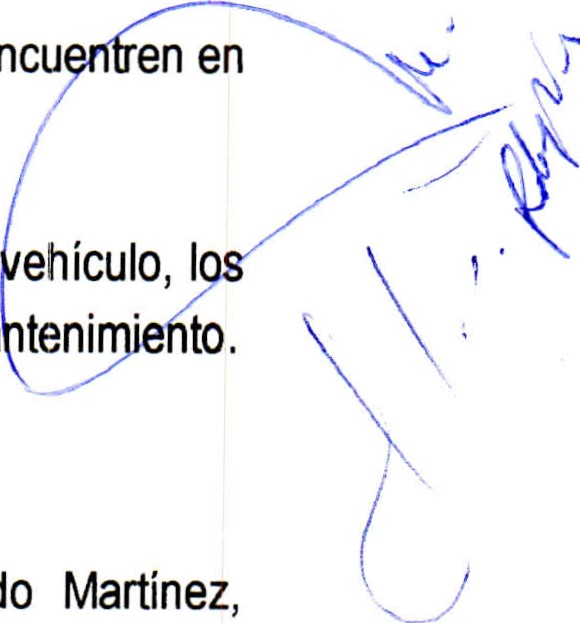 ncuentren en
vehículo, los
ntenimiento.
do Martínez,